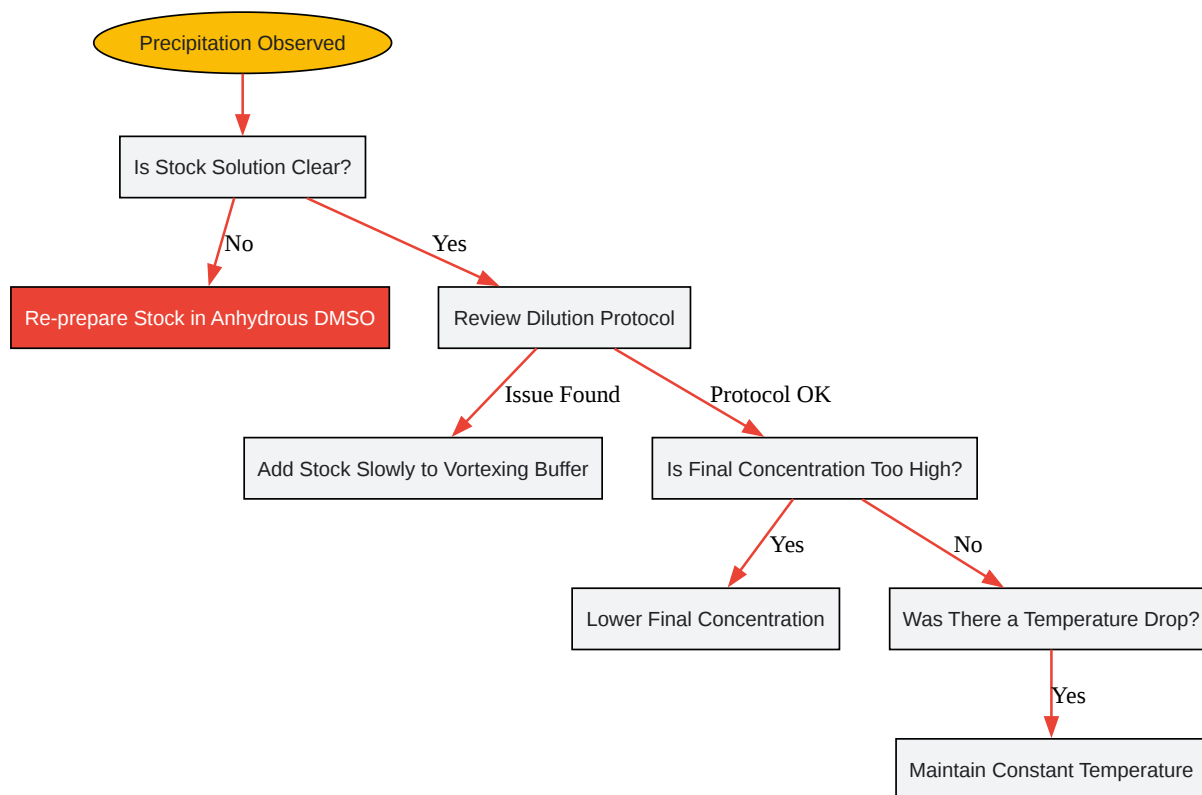 Precipitation Observed
Is Stock Solution Clear?
No
Yes
Re-prepare Stock in Anhydrous DMSO
Review Dilution Protocol
Issue Found
Protocol OK
Add Stock Slowly to Vortexing Buffer
Is Final Concentration Too High?
Yes
No
Lower Final Concentration
Was There a Temperature Drop?
Yes
Maintain Constant Temperature